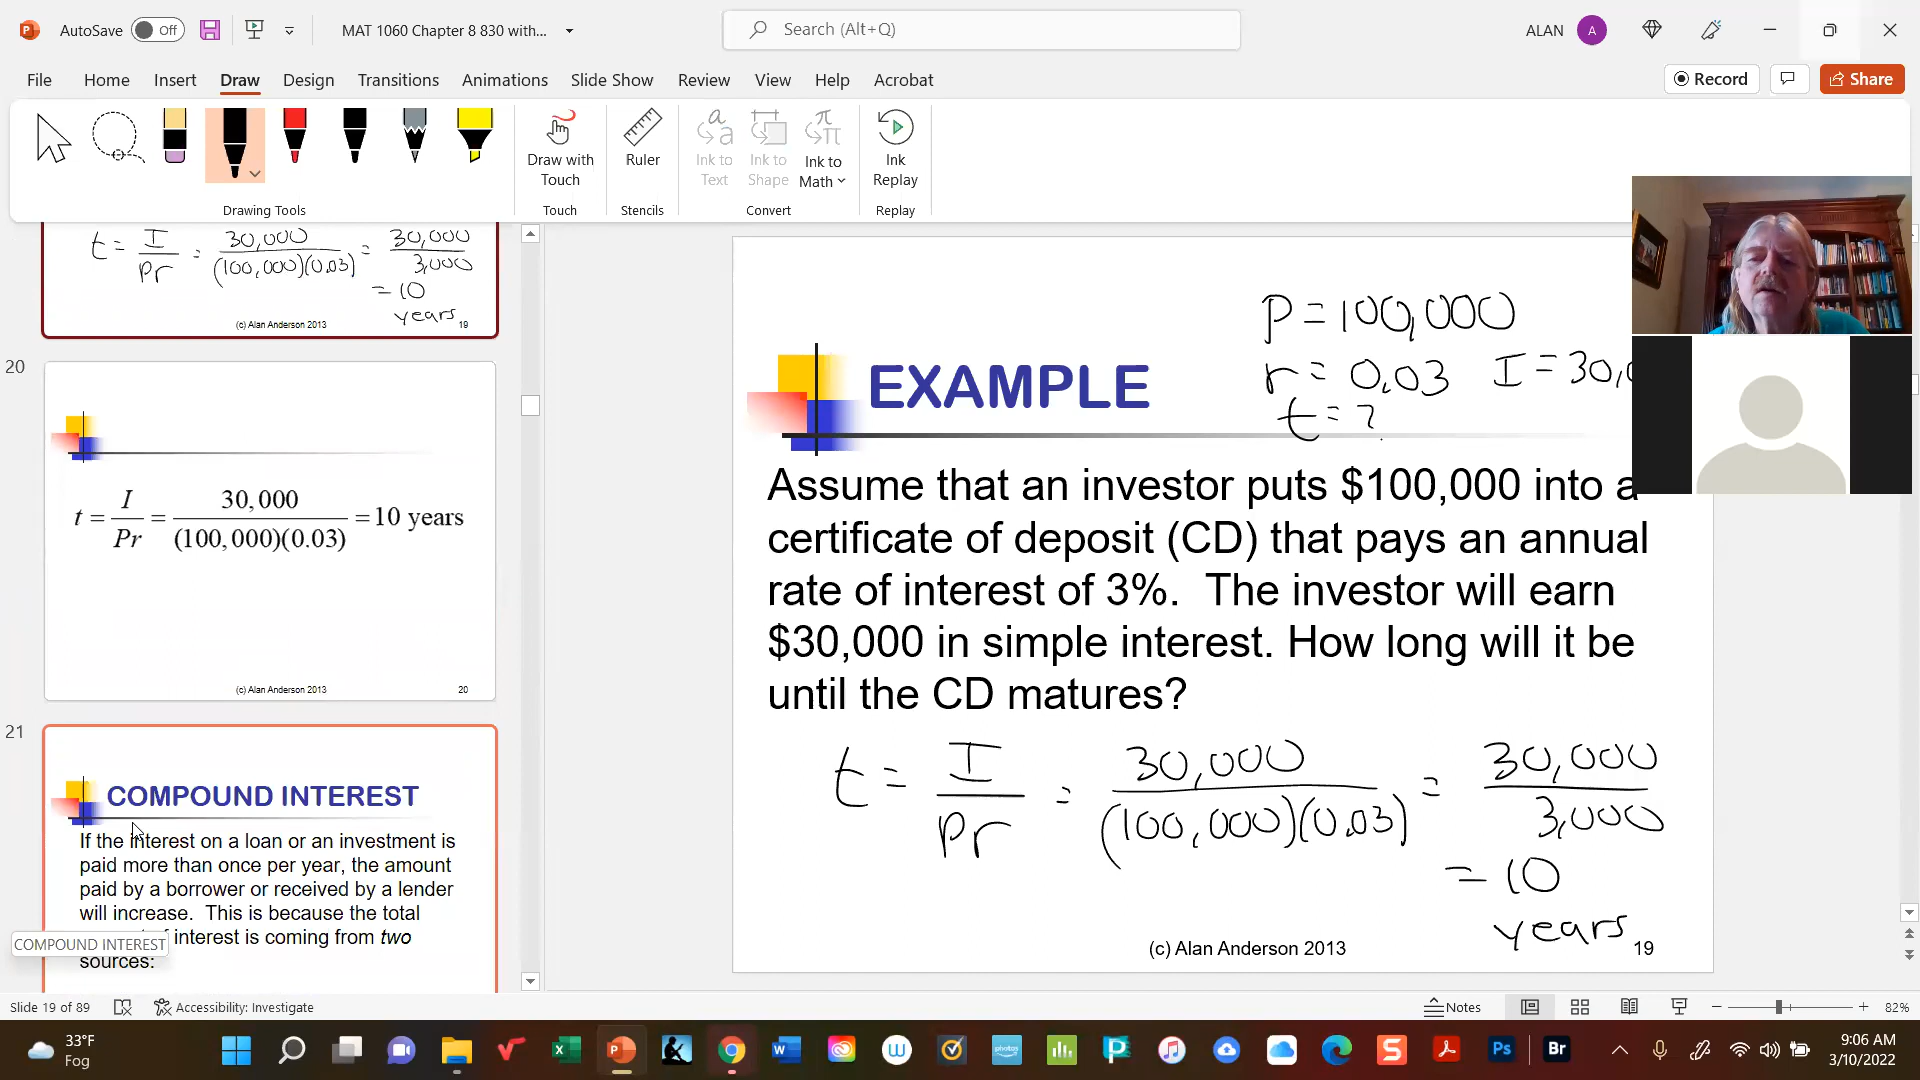 AutoSave Off MAT 1060 Chapter 8 830 with... Search (Alt+Q) ALAN A
File Home Insert Draw Design Transitions Animations Slide Show Review View Help Acrobat Record Share
Draw with Touch Ruler Ink to Text Ink to Shape Ink to Math Ink Replay
Drawing Tools Touch Stencils Convert Replay
t = I / Pr = 30,000 / (100,000)(0.03) = 30,000 / 3,000
= 10
years
(c) Alan Anderson 2013 19
20
t = I / Pr = 30,000 / (100,000)(0.03) = 10 years
(c) Alan Anderson 2013 20
21
COMPOUND INTEREST
If the interest on a loan or an investment is
paid more than once per year, the amount
paid by a borrower or received by a lender
will increase. This is because the total
interest is coming from two
sources:
COMPOUND INTEREST
P = 100,000
r = 0.03 I = 30,
t = ?
EXAMPLE
Assume that an investor puts $100,000 into a
certificate of deposit (CD) that pays an annual
rate of interest of 3%. The investor will earn
$30,000 in simple interest. How long will it be
until the CD matures?
t = I / Pr = 30,000 / (100,000)(0.03) = 30,000 / 3,000
= 10
years
(c) Alan Anderson 2013 19
Slide 19 of 89 Accessibility: Investigate Notes 82%
33°F
Fog
photos
Ps Br
9:06 AM
3/10/2022